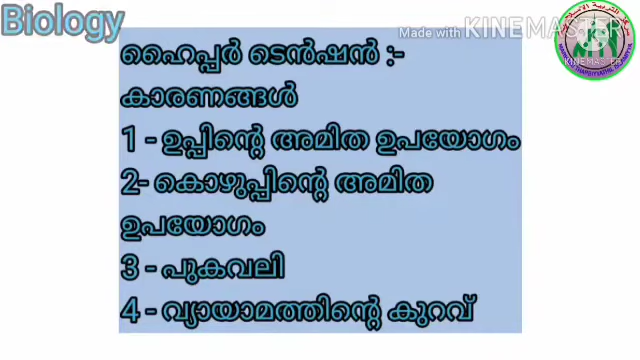 Biology
Made with KINEMASTER
KINEMASTER
ഹൈപ്പർ ടെൻഷൻ :-
കാരണങ്ങൾ
1 - ഉപ്പിന്റെ അമിത ഉപയോഗം
2- കൊഴുപ്പിന്റെ അമിത
ഉപയോഗം
3 - പുകവലി
4 - വ്യായാമത്തിന്റെ കുറവ്